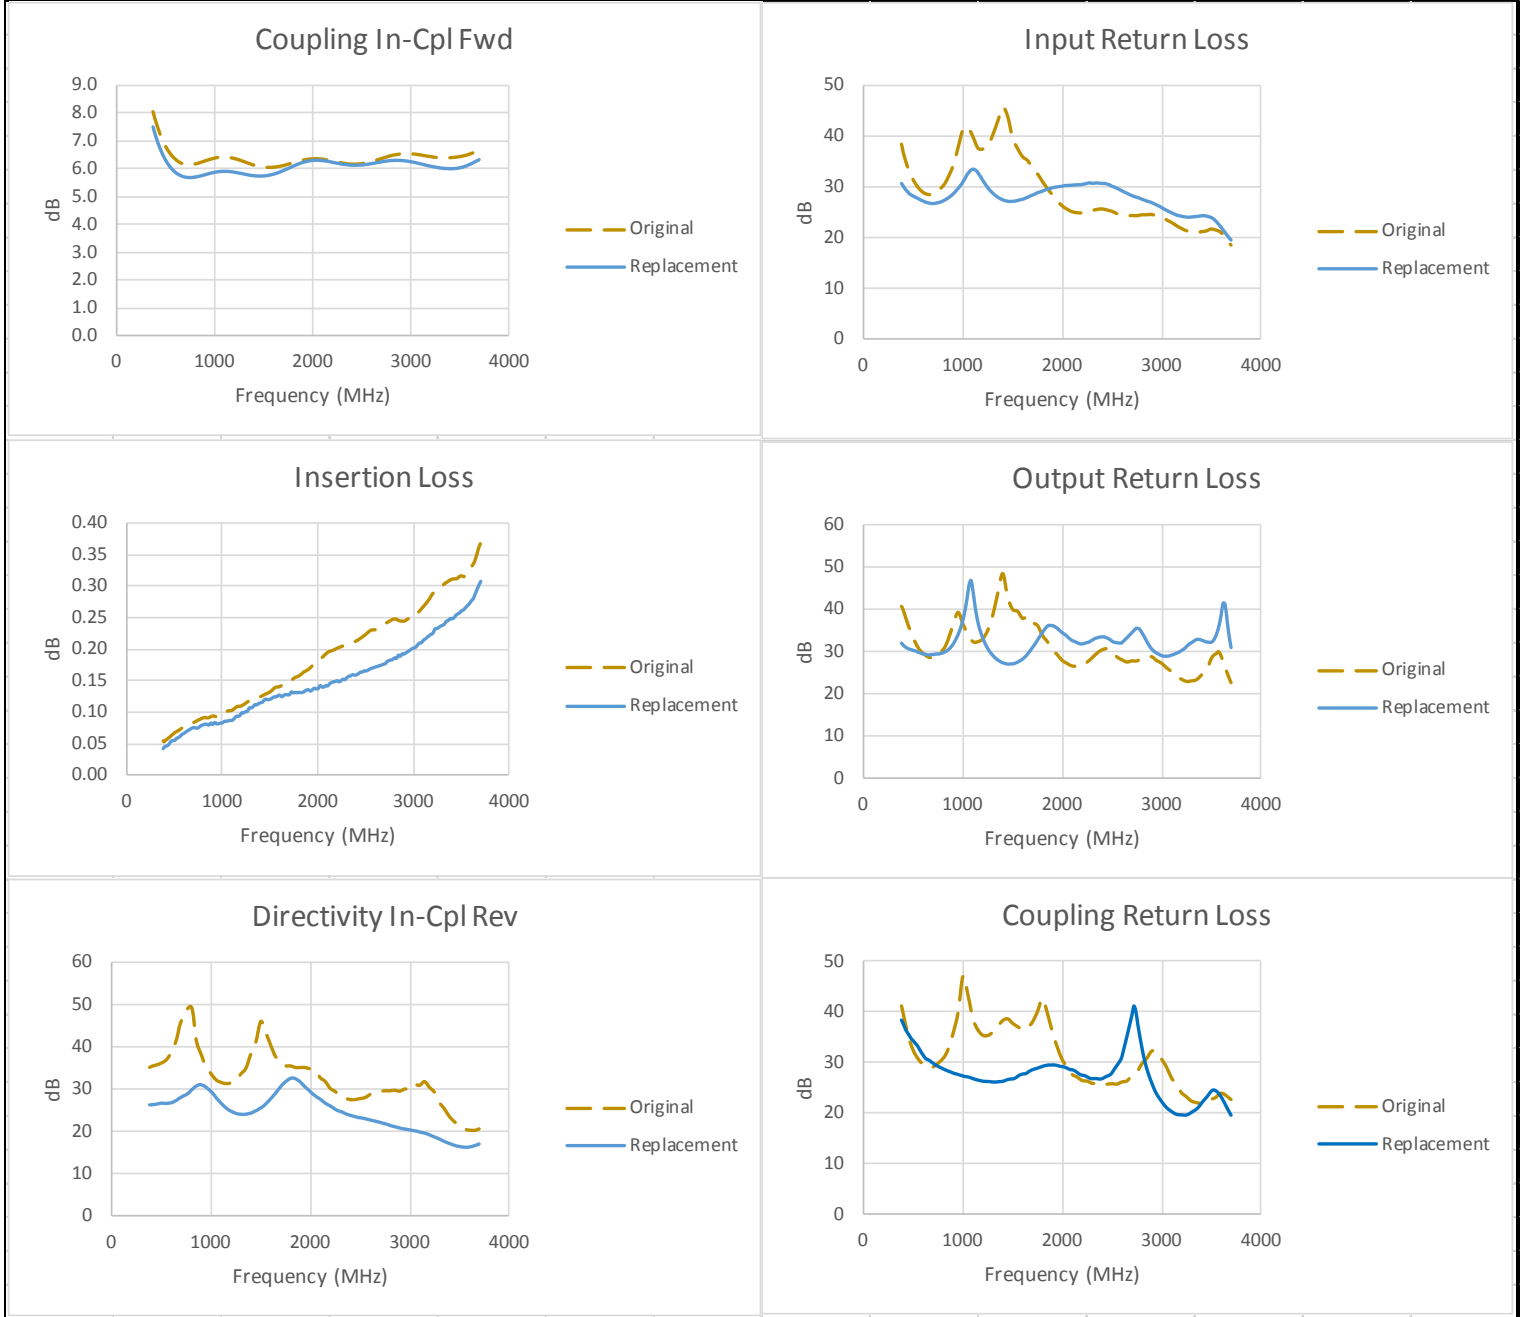 Coupling In-Cpl Fwd
9.0
8.0
7.0
6.0
5.0
4.0
3.0
2.0
1.0
0.0
dB
0 1000 2000 3000 4000
Frequency (MHz)
Original
Replacement
Input Return Loss
50
40
30
20
10
0
dB
0 1000 2000 3000 4000
Frequency (MHz)
Original
Replacement
Insertion Loss
0.40
0.35
0.30
0.25
0.20
0.15
0.10
0.05
0.00
dB
0 1000 2000 3000 4000
Frequency (MHz)
Original
Replacement
Output Return Loss
60
50
40
30
20
10
0
dB
0 1000 2000 3000 4000
Frequency (MHz)
Original
Replacement
Directivity In-Cpl Rev
60
50
40
30
20
10
0
dB
0 1000 2000 3000 4000
Frequency (MHz)
Original
Replacement
Coupling Return Loss
50
40
30
20
10
0
dB
0 1000 2000 3000 4000
Frequency (MHz)
Original
Replacement